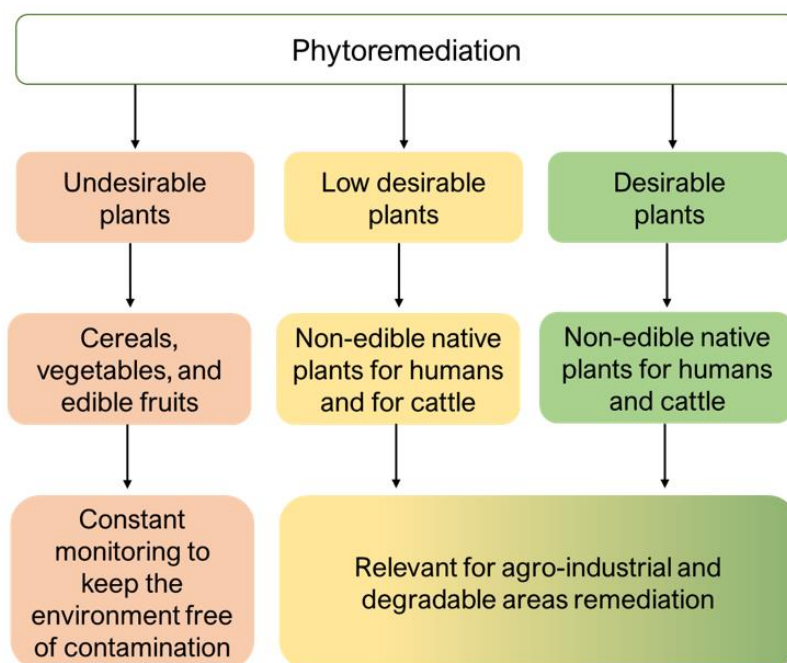 Phytoremediation
Undesirable
plants
Low desirable
plants
Desirable
plants
Cereals,
vegetables, and
edible fruits
Non-edible native
plants for humans
and for cattle
Non-edible native
plants for humans
and cattle
Constant
monitoring to
keep the
environment free
of contamination
Relevant for agro-industrial and
degradable areas remediation